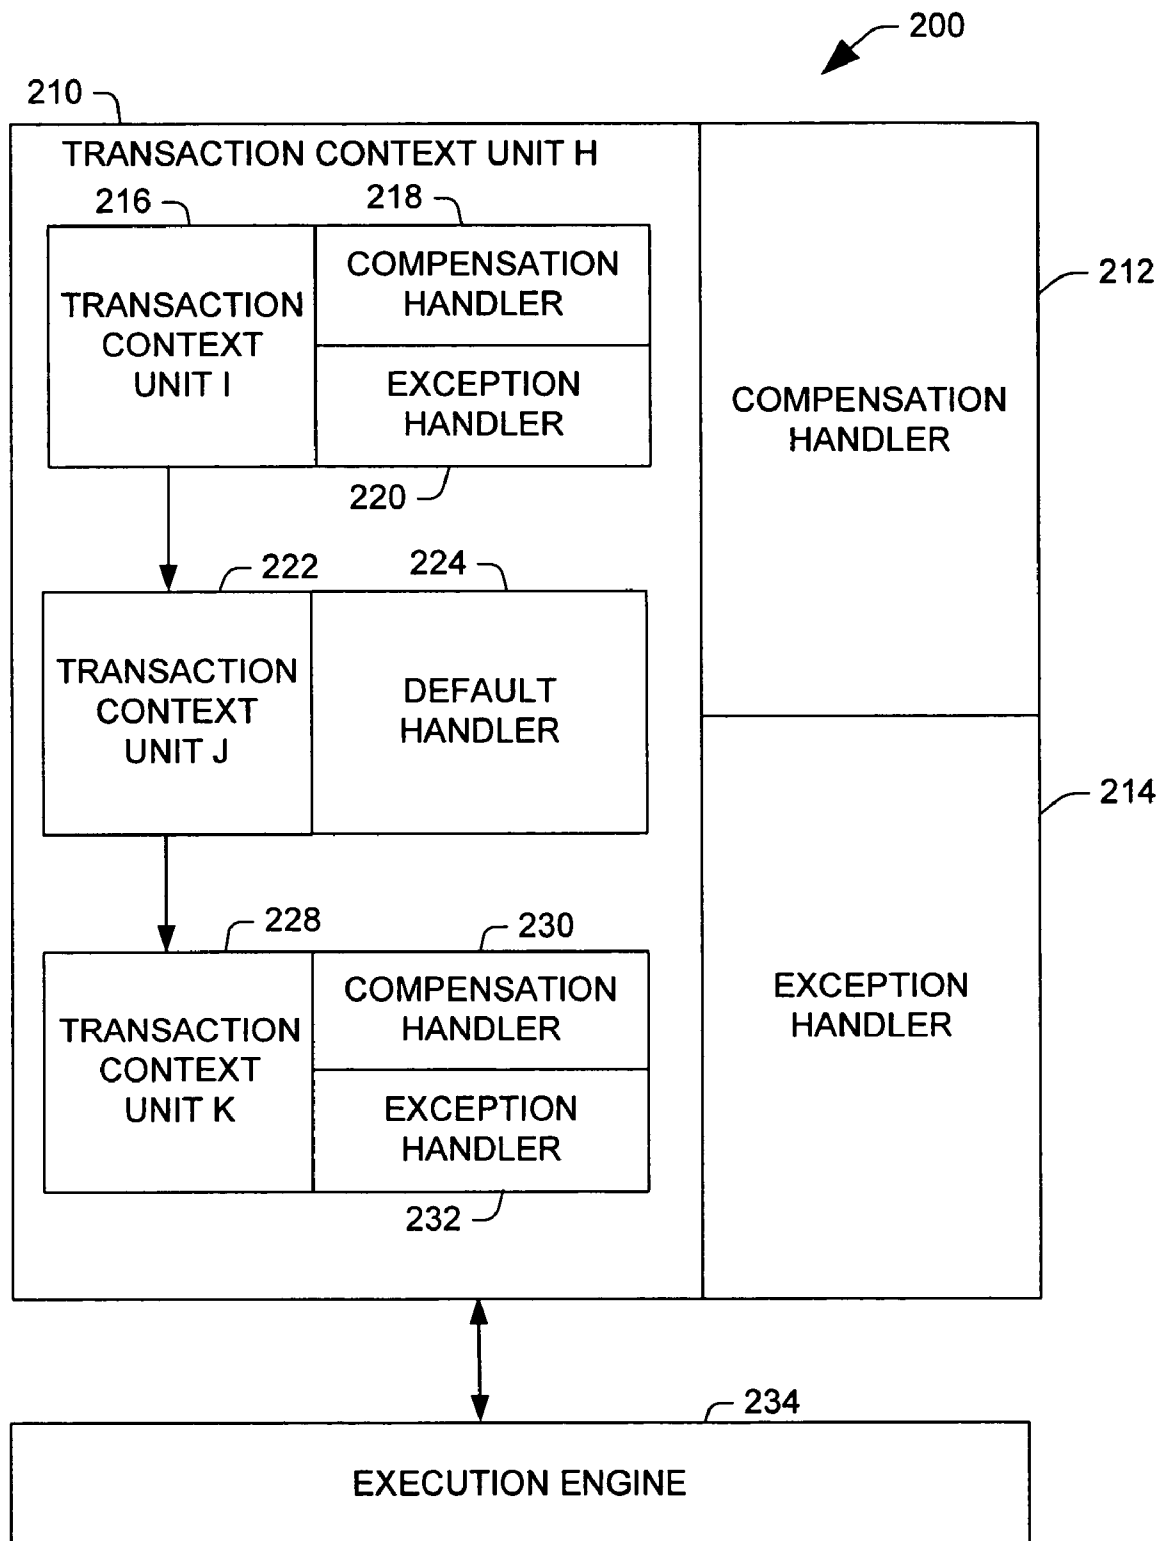 200
210
TRANSACTION CONTEXT UNIT H
216
218
TRANSACTION
CONTEXT
UNIT I
COMPENSATION
HANDLER
EXCEPTION
HANDLER
220
212
COMPENSATION
HANDLER
222
224
TRANSACTION
CONTEXT
UNIT J
DEFAULT
HANDLER
214
EXCEPTION
HANDLER
228
230
TRANSACTION
CONTEXT
UNIT K
COMPENSATION
HANDLER
EXCEPTION
HANDLER
232
234
EXECUTION ENGINE